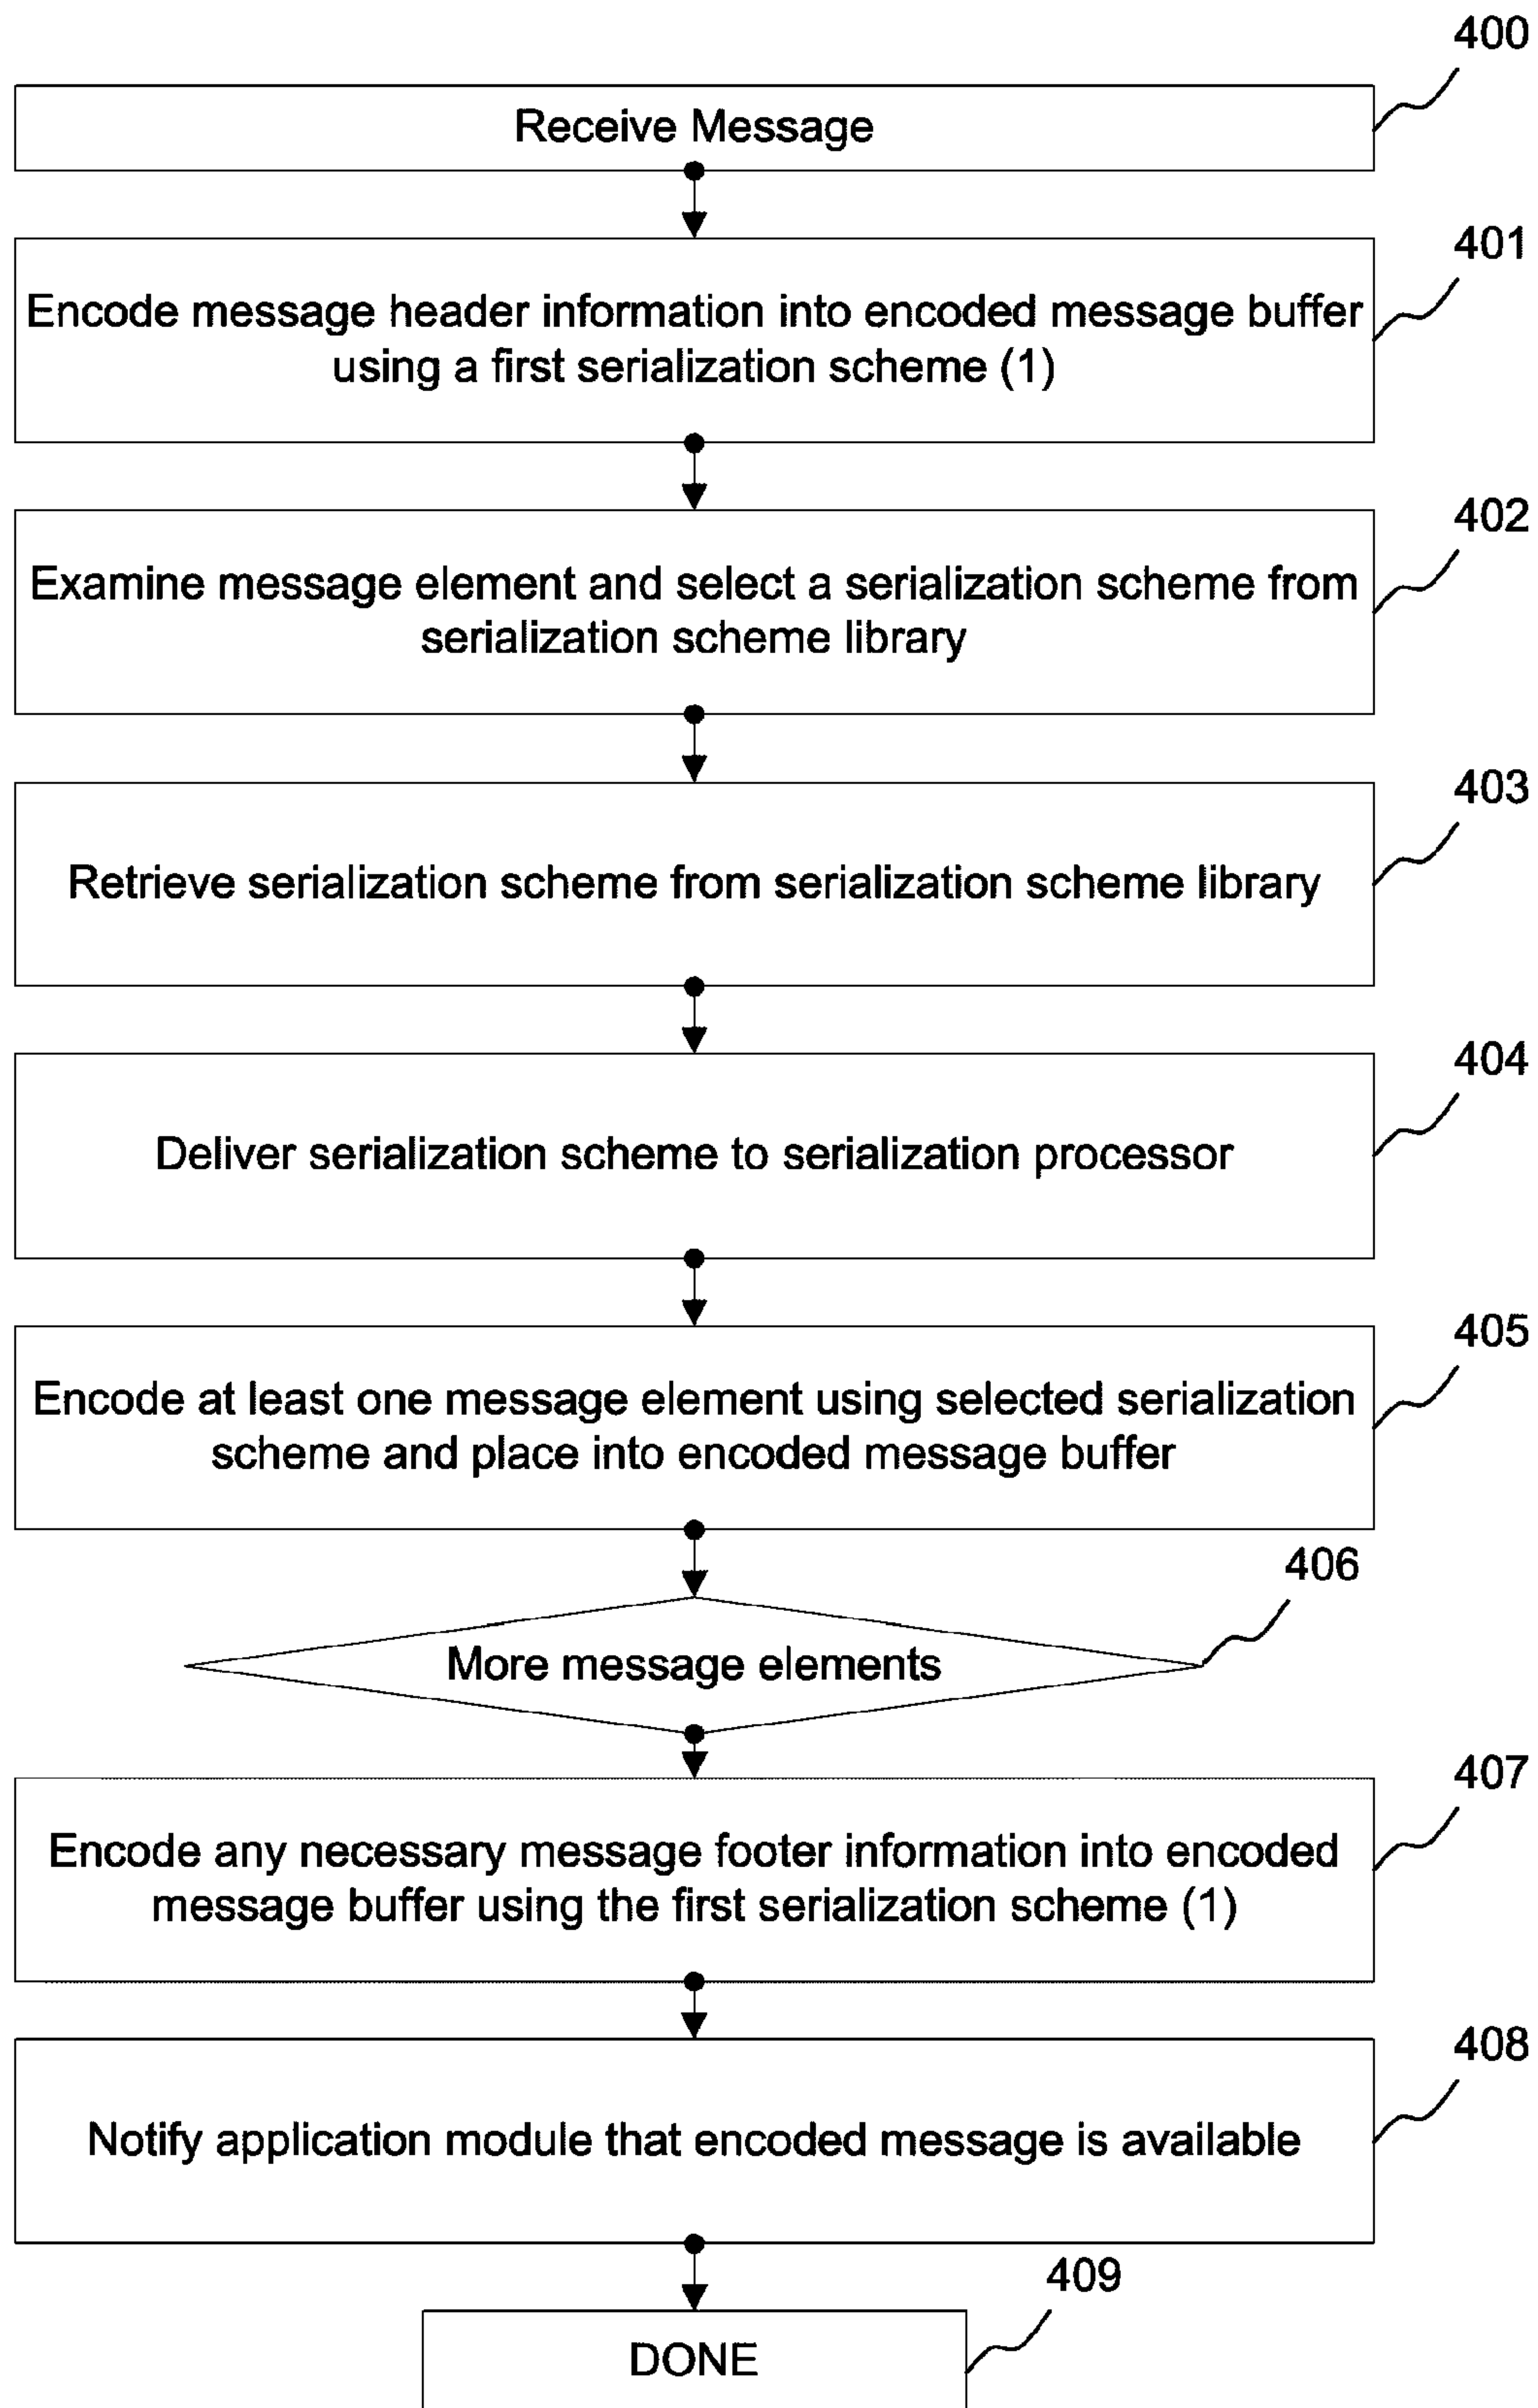 400
Receive Message
401
Encode message header information into encoded message buffer
using a first serialization scheme (1)
402
Examine message element and select a serialization scheme from
serialization scheme library
403
Retrieve serialization scheme from serialization scheme library
404
Deliver serialization scheme to serialization processor
405
Encode at least one message element using selected serialization
scheme and place into encoded message buffer
406
More message elements
407
Encode any necessary message footer information into encoded
message buffer using the first serialization scheme (1)
408
Notify application module that encoded message is available
409
DONE